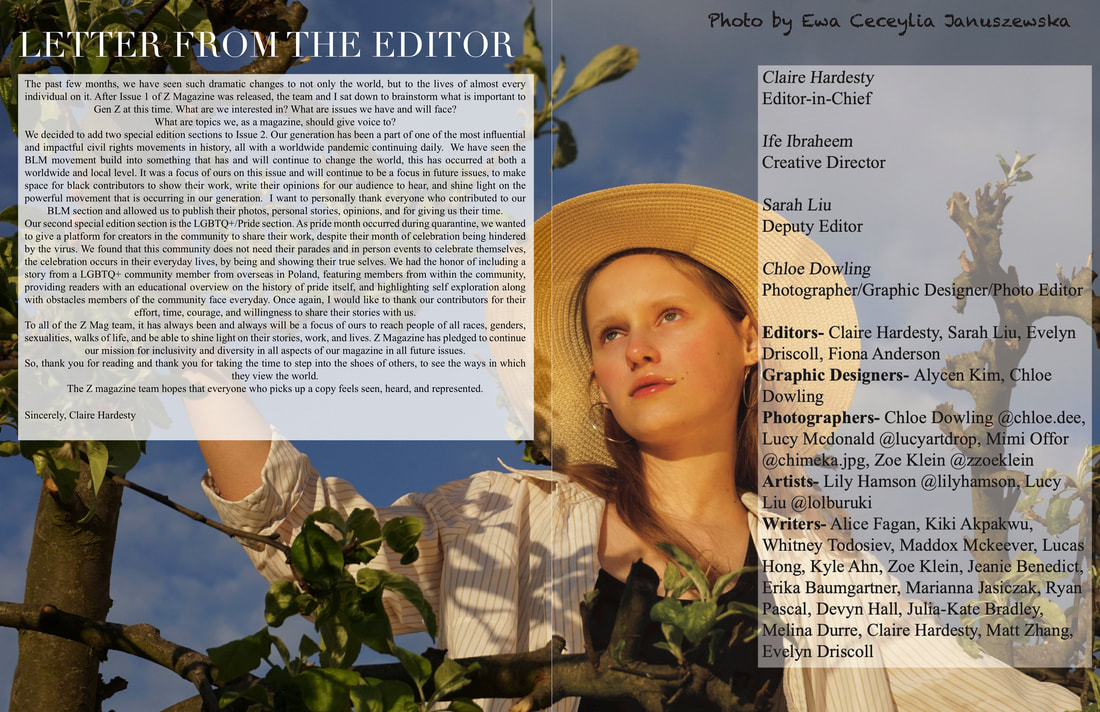 LETTER FROM THE EDITOR
The past few months, we have seen such dramatic changes to not only the world, but to the lives of almost every
individual on it. After Issue 1 of Z Magazine was released, the team and I sat down to brainstorm what is important to
Gen Z at this time. What are we interested in? What are issues we have and will face?
What are topics we, as a magazine, should give voice to?
We decided to add two special edition sections to Issue 2. Our generation has been a part of one of the most influential
and impactful civil rights movements in history, all with a worldwide pandemic continuing daily. We have seen the
BLM movement build into something that has and will continue to change the world, this has occurred at both a
worldwide and local level. It was a focus of ours on this issue and will continue to be a focus in future issues, to make
space for black contributors to show their work, write their opinions for our audience to hear, and shine light on the
powerful movement that is occurring in our generation. I want to personally thank everyone who contributed to our
BLM section and allowed us to publish their photos, personal stories, opinions, and for giving us their time.
Our second special edition section is the LGBTQ+/Pride section. As pride month occurred during quarantine, we wanted
to give a platform for creators in the community to share their work, despite their month of celebration being hindered
by the virus. We found that this community does not need their parades and in person events to celebrate themselves,
the celebration occurs in their everyday lives, by being and showing their true selves. We had the honor of including a
story from a LGBTQ+ community member from overseas in Poland, featuring members from within the community,
providing readers with an educational overview on the history of pride itself, and highlighting self exploration along
with obstacles members of the community face everyday. Once again, I would like to thank our contributors for their
effort, time, courage, and willingness to share their stories with us.
To all of the Z Mag team, it has always been and always will be a focus of ours to reach people of all races, genders,
sexualities, walks of life, and be able to shine light on their stories, work, and lives. Z Magazine has pledged to continue
our mission for inclusivity and diversity in all aspects of our magazine in all future issues.
So, thank you for reading and thank you for taking the time to step into the shoes of others, to see the ways in which
they view the world.
The Z magazine team hopes that everyone who picks up a copy feels seen, heard, and represented.
Sincerely, Claire Hardesty
Photo by Ewa Ceceylia Januszewska
Claire Hardesty
Editor-in-Chief
Ife Ibraheem
Creative Director
Sarah Liu
Deputy Editor
Chloe Dowling
Photographer/Graphic Designer/Photo Editor
Editors- Claire Hardesty, Sarah Liu, Evelyn
Driscoll, Fiona Anderson
Graphic Designers- Alycen Kim, Chloe
Dowling
Photographers- Chloe Dowling @chloe.dee,
Lucy Mcdonald @lucyartdrop, Mimi Offor
@chimeka.jpg, Zoe Klein @zzoeklein
Artists- Lily Hamson @lilyhamson, Lucy
Liu @lolburuki
Writers- Alice Fagan, Kiki Akpakwu,
Whitney Todosiev, Maddox Mckeever, Lucas
Hong, Kyle Ahn, Zoe Klein, Jeanie Benedict,
Erika Baumgartner, Marianna Jasiczak, Ryan
Pascal, Devyn Hall, Julia-Kate Bradley,
Melina Durre, Claire Hardesty, Matt Zhang,
Evelyn Driscoll